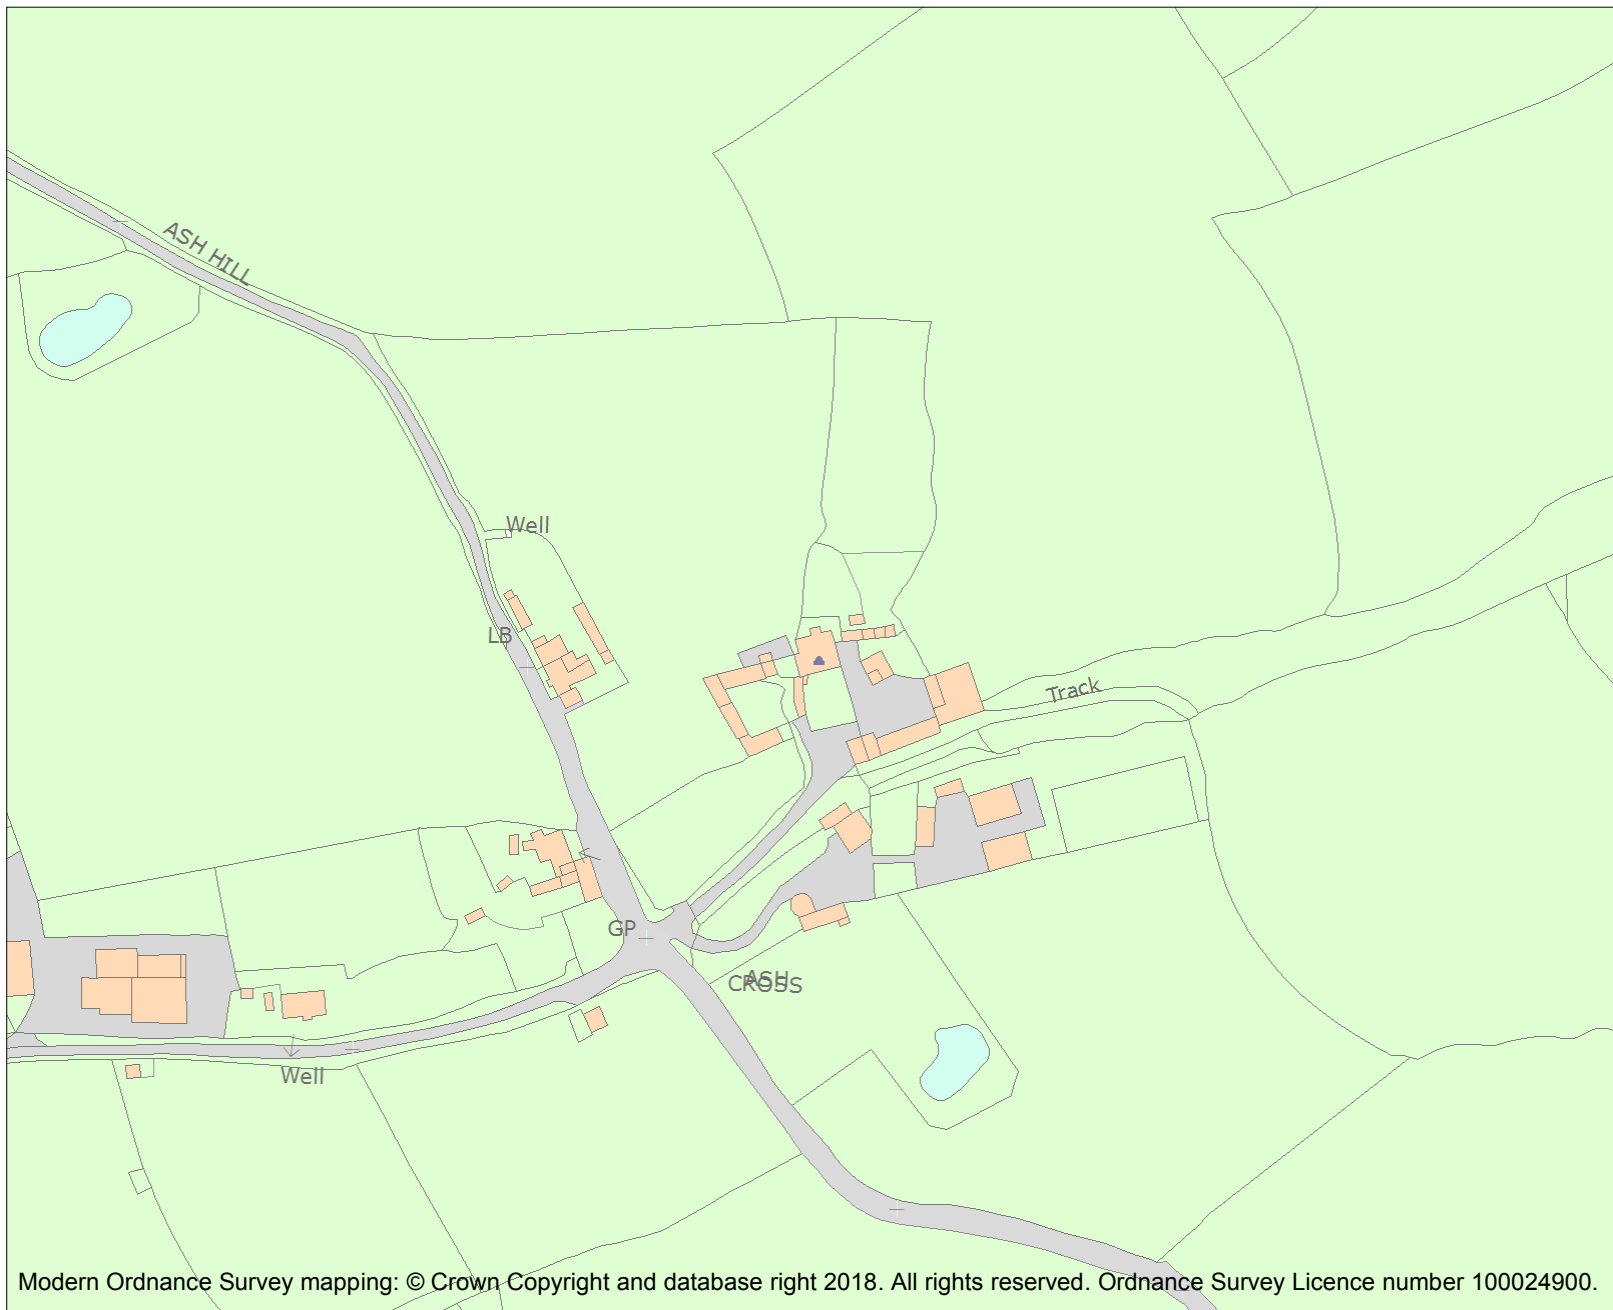 ASH HILL
Well
LB
Track
GP
ASH
CROSS
Well
Modern Ordnance Survey mapping: © Crown Copyright and database right 2018. All rights reserved. Ordnance Survey Licence number 100024900.